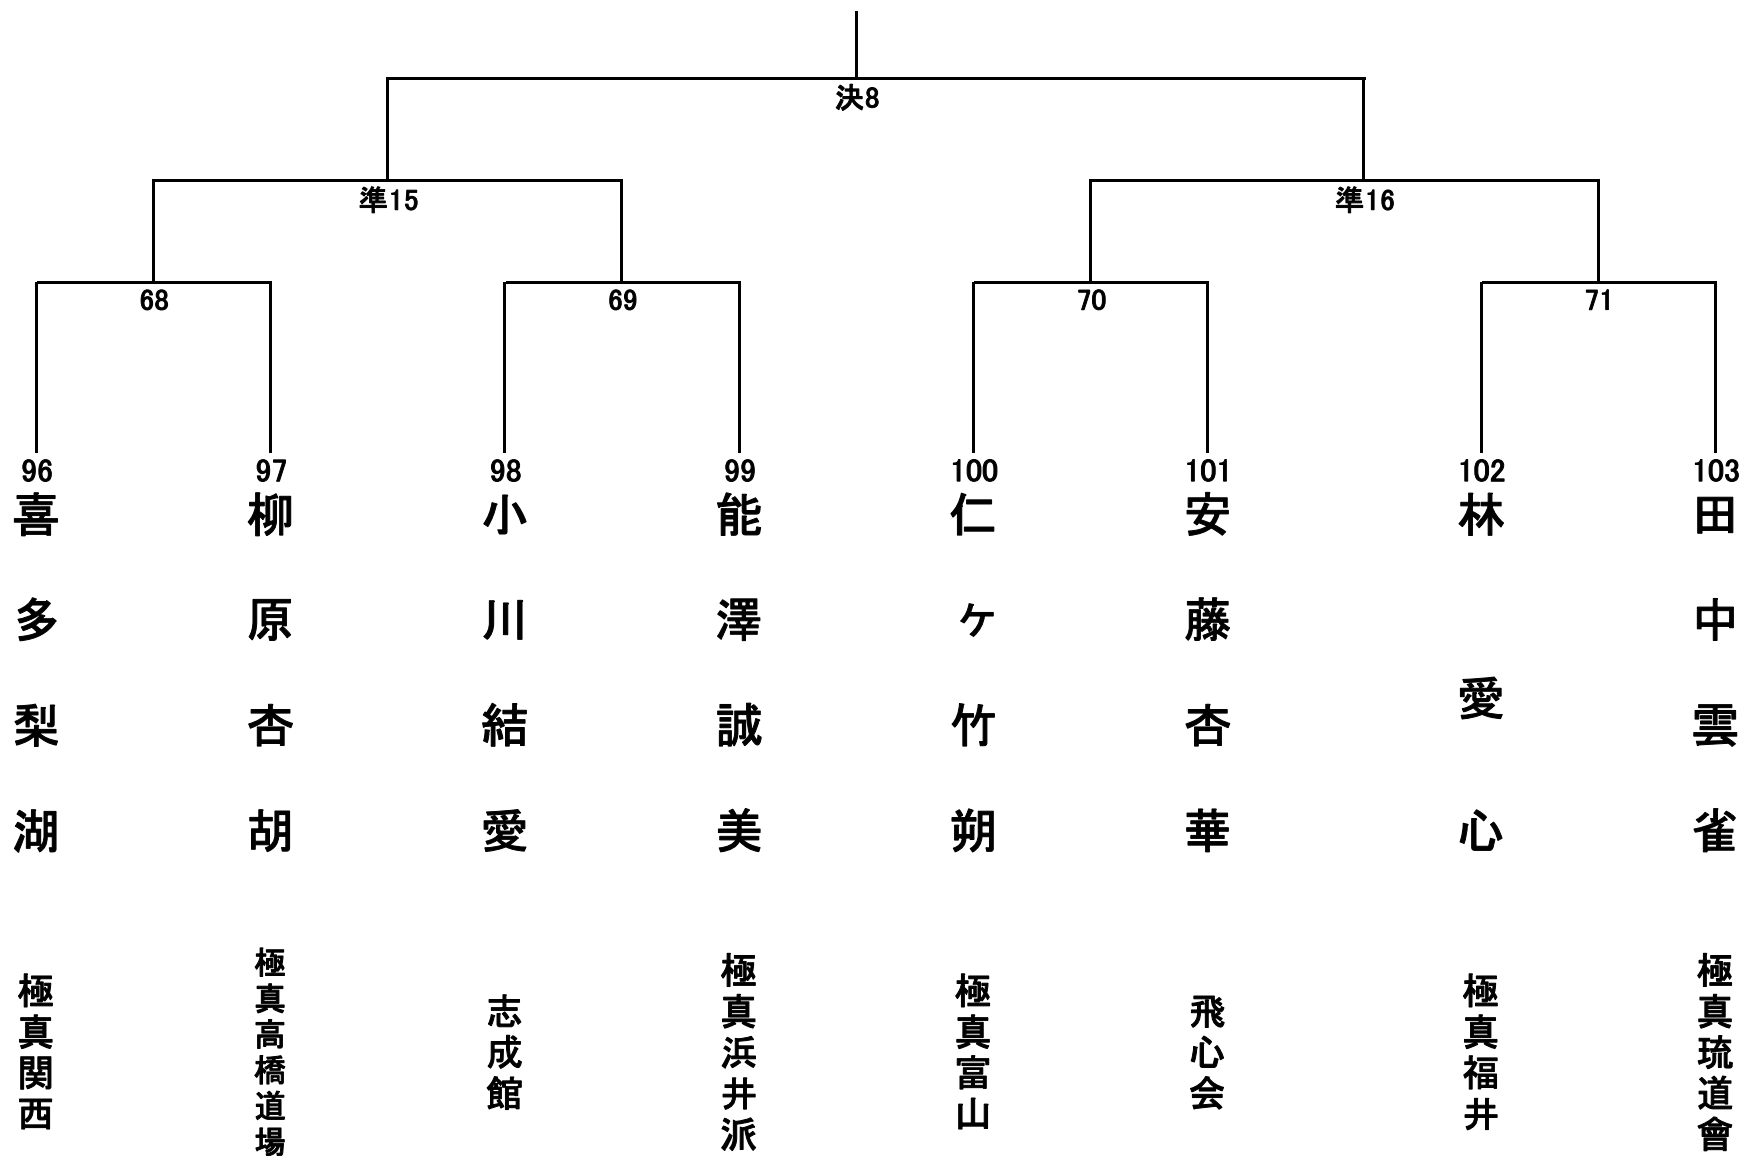 決8
準15
準16
68
69
70
71
96
97
98
99
100
101
102
103
喜多梨湖
柳原杏胡
小川結愛
能澤誠美
仁ヶ竹朔
安藤杏華
林愛心
田中雲雀
極真関西
極真高橋道場
志成館
極真浜井派
極真富山
飛心会
極真福井
極真琉道會